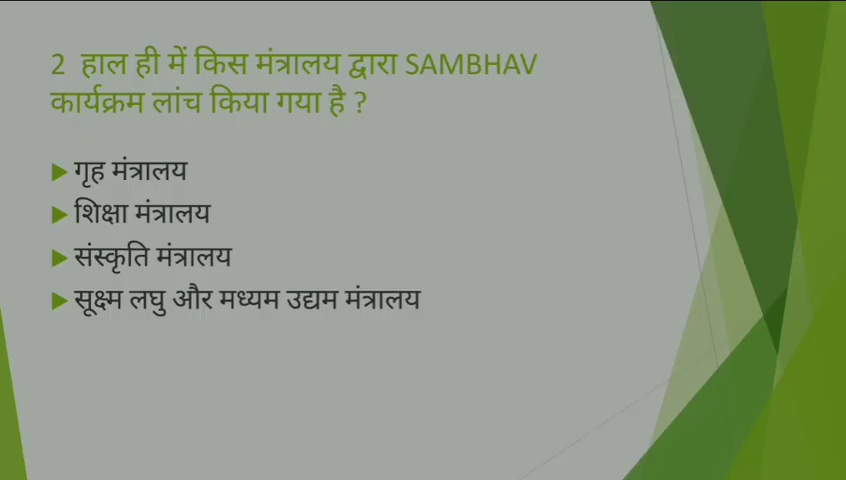 2 हाल ही में किस मंत्रालय द्वारा SAMBHAV
कार्यक्रम लांच किया गया है ?
गृह मंत्रालय
शिक्षा मंत्रालय
संस्कृति मंत्रालय
सूक्ष्म लघु और मध्यम उद्यम मंत्रालय